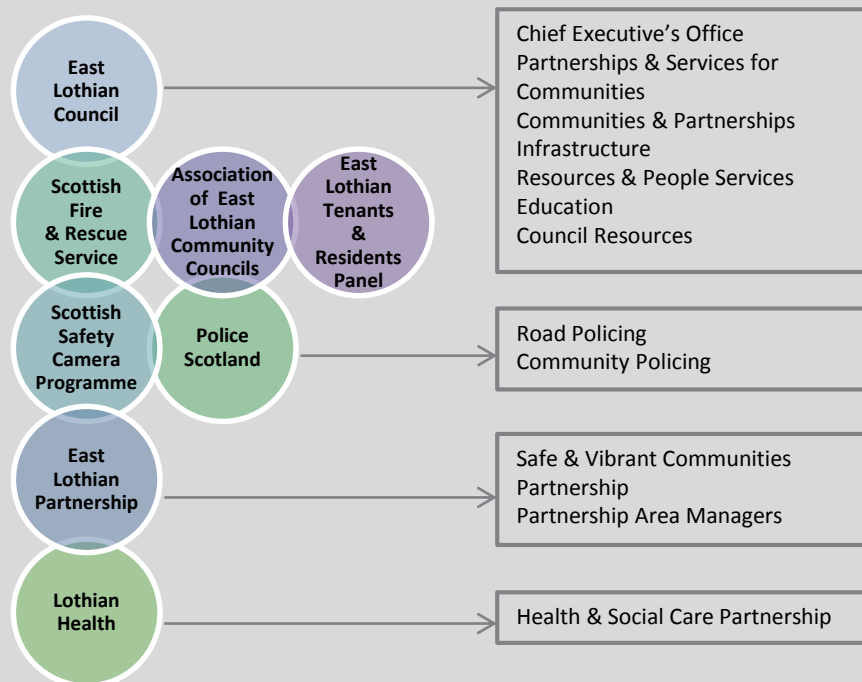 East
Lothian
Council
Chief Executive’s Office
Partnerships & Services for
Communities
Communities & Partnerships
Infrastructure
Resources & People Services
Education
Council Resources
Scottish
Fire
& Rescue
Service
Association
of East
Lothian
Community
Councils
East
Lothian
Tenants
&
Residents
Panel
Scottish
Safety
Camera
Programme
Police
Scotland
Road Policing
Community Policing
East
Lothian
Partnership
Safe & Vibrant Communities
Partnership
Partnership Area Managers
Lothian
Health
Health & Social Care Partnership